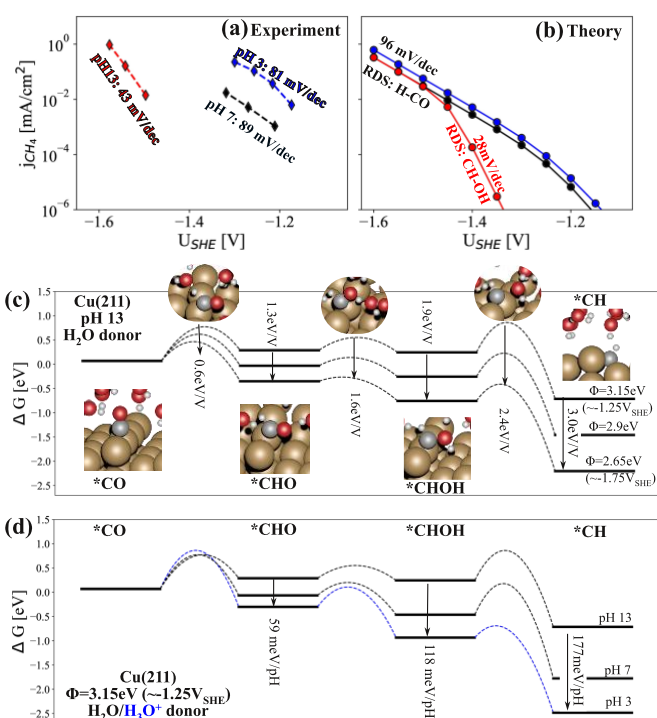 (a) Experiment
(b) Theory
10⁰
10⁻²
10⁻⁴
10⁻⁶
j_CH₄ [mA/cm²]
pH13: 43 mV/dec
pH 3: 81 mV/dec
pH 7: 89 mV/dec
96 mV/dec
RDS: H-CO
RDS: CH-OH
28mV/dec
−1.6 −1.4 −1.2
−1.6 −1.4 −1.2
U_SHE [V]
U_SHE [V]
(c)
Cu(211)
pH 13
H₂O donor
1.5
1.0
0.5
0.0
−0.5
−1.0
−1.5
−2.0
−2.5
Δ G [eV]
0.6eV/V
1.3eV/V
1.6eV/V
1.9eV/V
2.4eV/V
3.0eV/V
*CH
Φ=3.15eV
(~-1.25V_SHE)
Φ=2.9eV
Φ=2.65eV
(~-1.75V_SHE)
*CO
*CHO
*CHOH
(d)
*CO
*CHO
*CHOH
*CH
1.5
1.0
0.5
0.0
−0.5
−1.0
−1.5
−2.0
−2.5
Δ G [eV]
59 meV/pH
118 meV/pH
177meV/pH
pH 13
pH 7
pH 3
Cu(211)
Φ=3.15eV (~-1.25V_SHE)
H₂O/H₃O⁺ donor